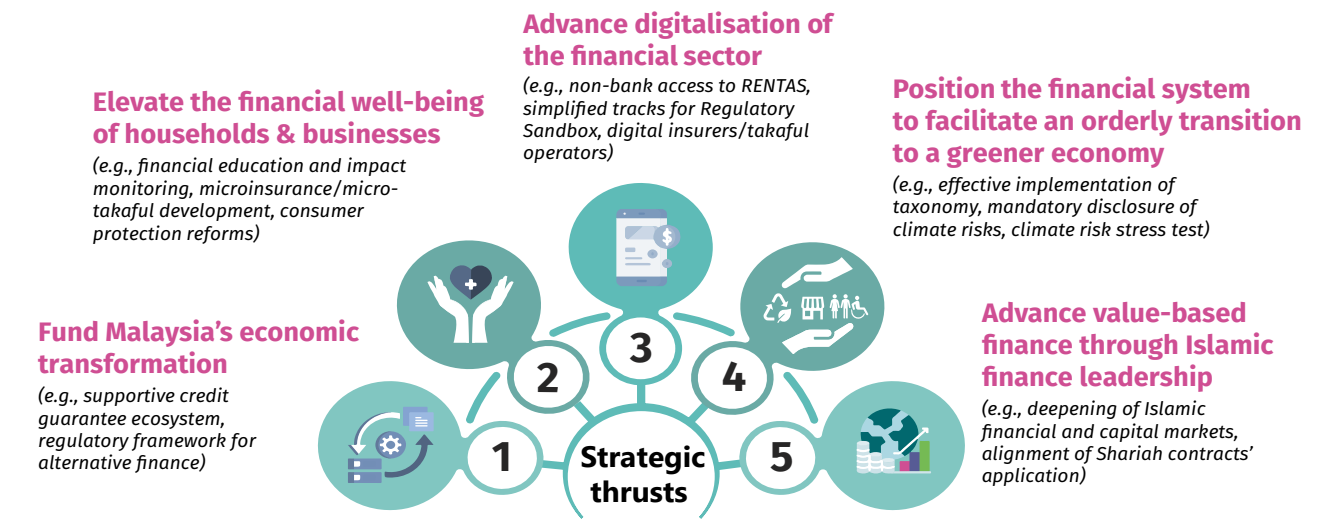 Fund Malaysia’s economic
transformation
(e.g., supportive credit
guarantee ecosystem,
regulatory framework for
alternative finance)
1
Elevate the financial well-being
of households & businesses
(e.g., financial education and impact
monitoring, microinsurance/micro-
takaful development, consumer
protection reforms)
2
Advance digitalisation of
the financial sector
(e.g., non-bank access to RENTAS,
simplified tracks for Regulatory
Sandbox, digital insurers/takaful
operators)
$
3
Position the financial system
to facilitate an orderly transition
to a greener economy
(e.g., effective implementation of
taxonomy, mandatory disclosure of
climate risks, climate risk stress test)
4
Advance value-based
finance through Islamic
finance leadership
(e.g., deepening of Islamic
financial and capital markets,
alignment of Shariah contracts’
application)
5
Strategic
thrusts